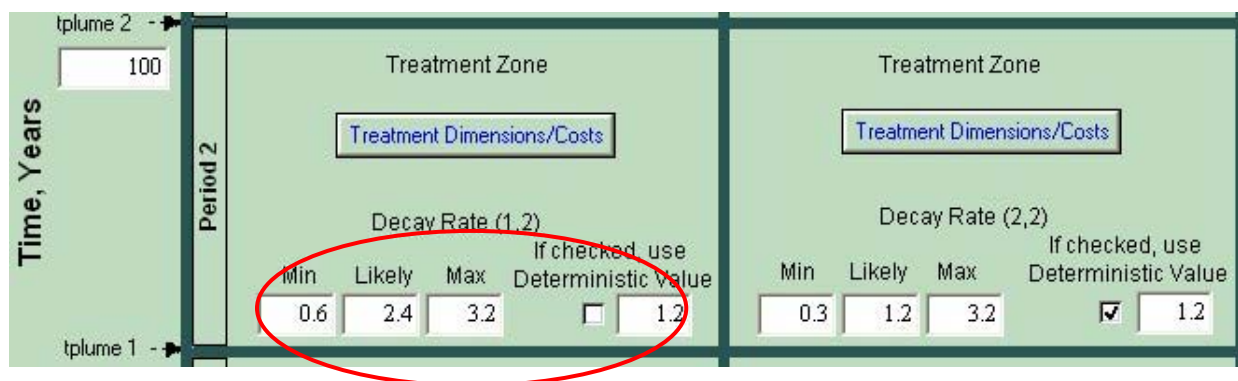 tplume 2
100
Time, Years
Period 2
Treatment Zone
Treatment Dimensions/Costs
Decay Rate (1,2)
If checked, use
Min Likely Max Deterministic Value
0.6 2.4 3.2 1.2
Treatment Zone
Treatment Dimensions/Costs
Decay Rate (2,2)
If checked, use
Min Likely Max Deterministic Value
0.3 1.2 3.2 1.2
tplume 1